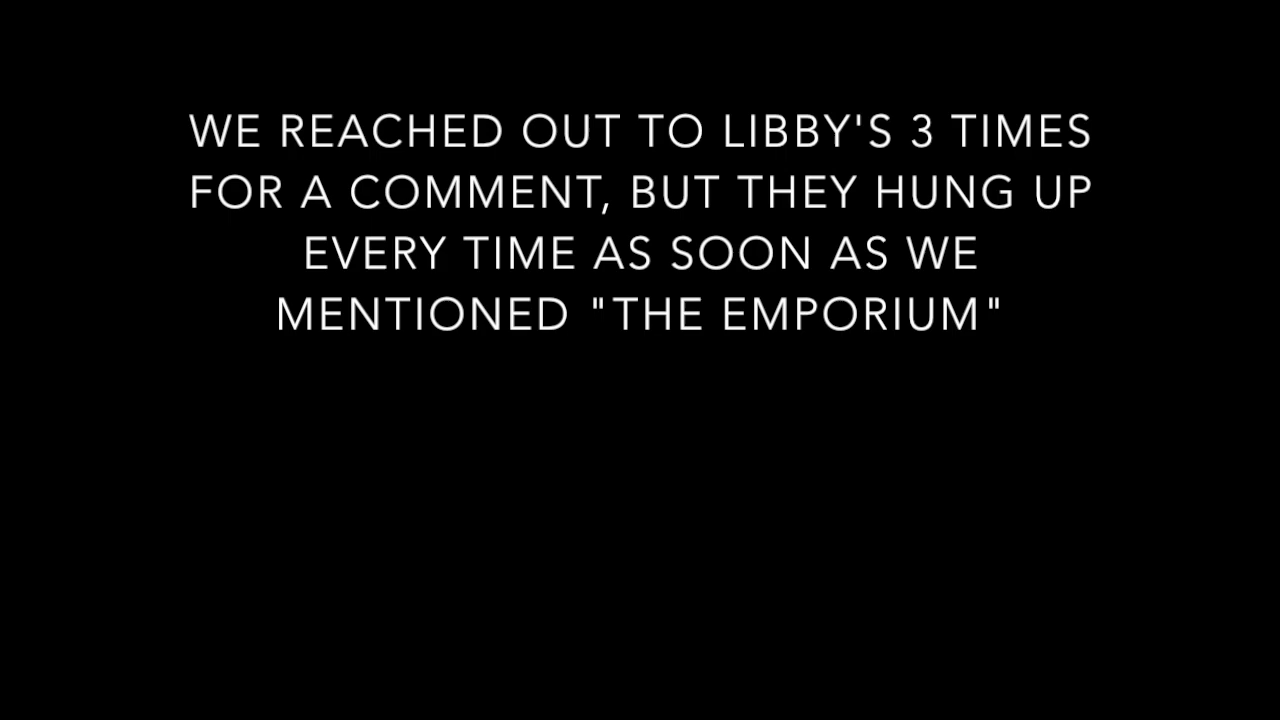 WE REACHED OUT TO LIBBY'S 3 TIMES
FOR A COMMENT, BUT THEY HUNG UP
EVERY TIME AS SOON AS WE
MENTIONED "THE EMPORIUM"